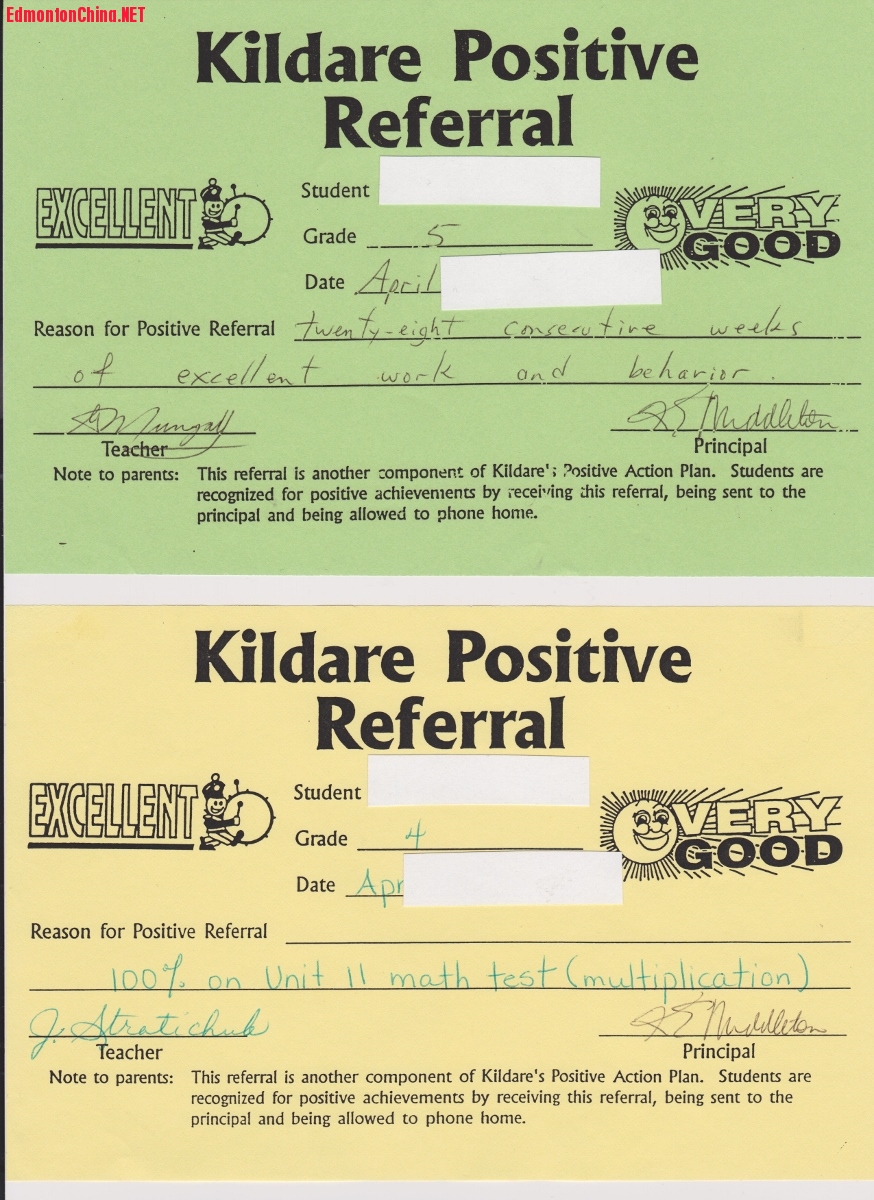 EdmontonChina.NET
Kildare Positive
Referral
EXCELLENT
Student
VERY
GOOD
Grade 5
Date April
Reason for Positive Referral twenty-eight consecutive weeks
of excellent work and behavior.
Mungall
Middleton
Teacher
Principal
Note to parents: This referral is another component of Kildare's Positive Action Plan. Students are
recognized for positive achievements by receiving this referral, being sent to the
principal and being allowed to phone home.
Kildare Positive
Referral
EXCELLENT
Student
VERY
GOOD
Grade 4
Date Apr
Reason for Positive Referral
100% on Unit 11 math test (multiplication)
J. Stratichuk
Middleton
Teacher
Principal
Note to parents: This referral is another component of Kildare's Positive Action Plan. Students are
recognized for positive achievements by receiving this referral, being sent to the
principal and being allowed to phone home.